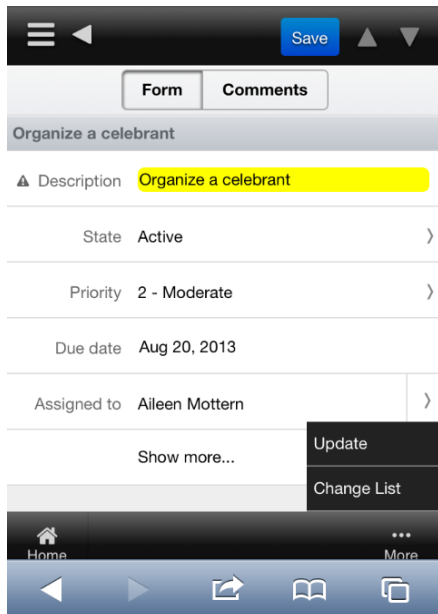 Save
Form Comments
Organize a celebrant
Description Organize a celebrant
State Active
Priority 2 - Moderate
Due date Aug 20, 2013
Assigned to Aileen Mottern
Show more...
Update
Change List
Home More